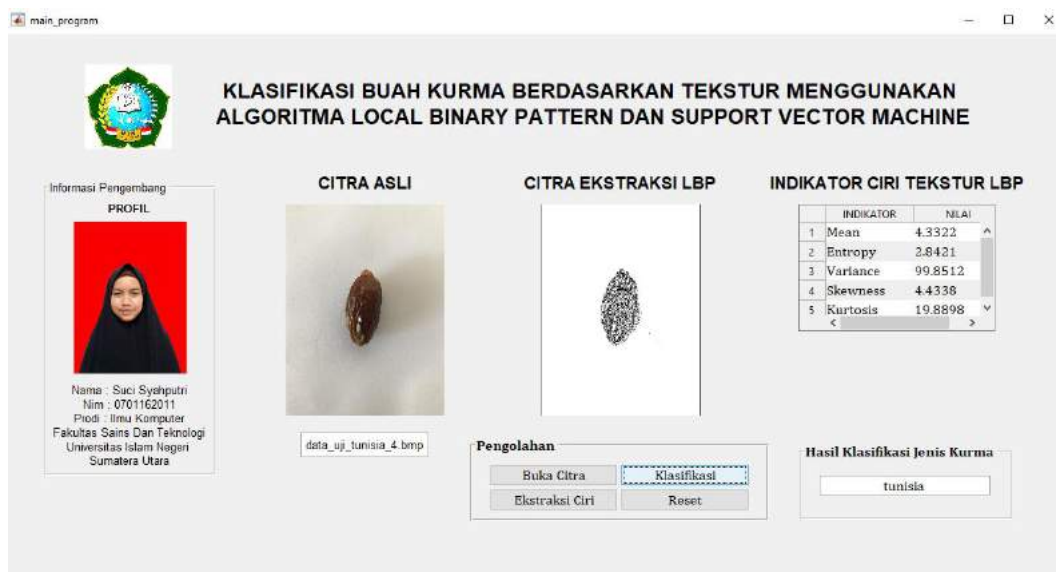 main_program
KLASIFIKASI BUAH KURMA BERDASARKAN TEKSTUR MENGGUNAKAN
ALGORITMA LOCAL BINARY PATTERN DAN SUPPORT VECTOR MACHINE
Informasi Pengembang
PROFIL
Nama : Suci Syahputri
Nim : 0701162011
Prodi : Ilmu Komputer
Fakultas Sains Dan Teknologi
Universitas Islam Negeri
Sumatera Utara
CITRA ASLI
data_uji_tunisia_4.bmp
CITRA EKSTRAKSI LBP
INDIKATOR CIRI TEKSTUR LBP
INDIKATOR NILAI
1 Mean 4.3322
2 Entropy 2.8421
3 Variance 99.8512
4 Skewness 4.4338
5 Kurtosis 19.8898
Pengolahan
Buka Citra Klasifikasi
Ekstraksi Ciri Reset
Hasil Klasifikasi Jenis Kurma
tunisia